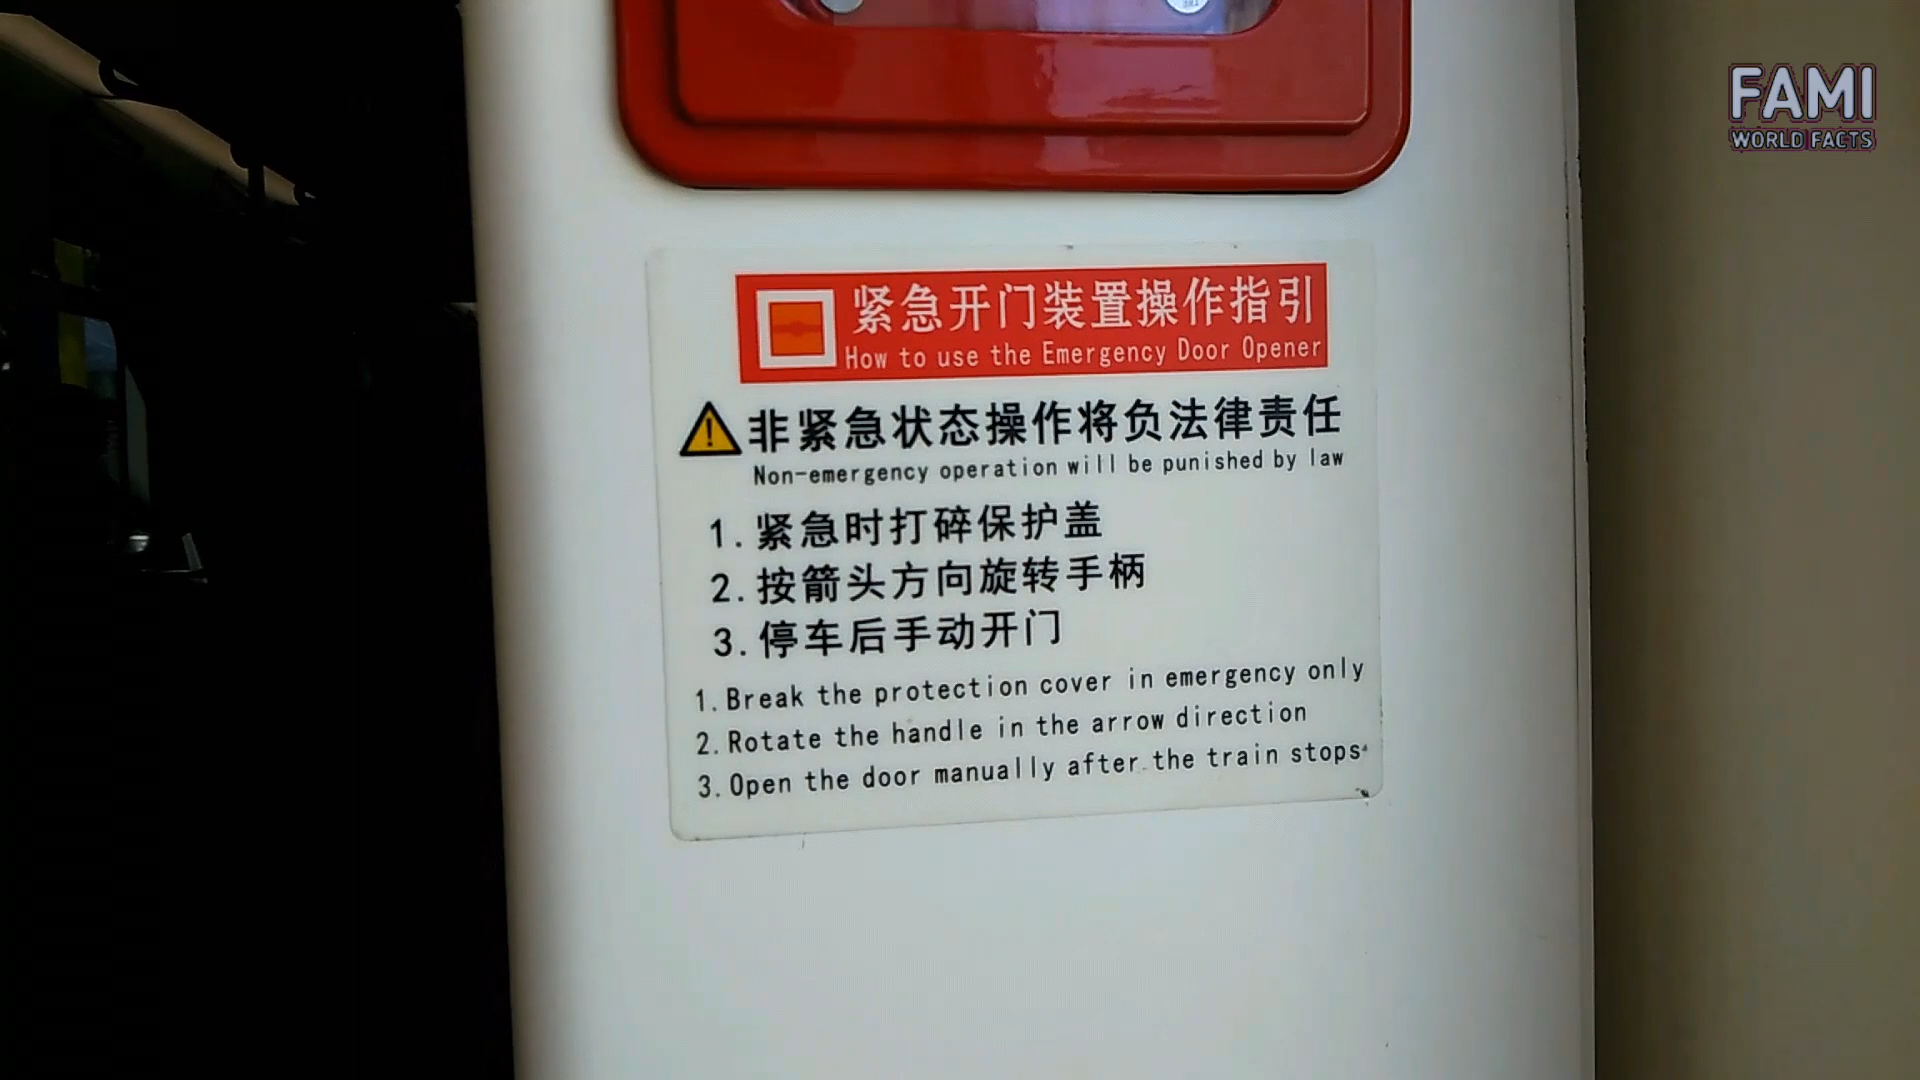 FAMI
WORLD FACTS
紧急开门装置操作指引
How to use the Emergency Door Opener
非紧急状态操作将负法律责任
Non-emergency operation will be punished by law
1.紧急时打碎保护盖
2.按箭头方向旋转手柄
3.停车后手动开门
1.Break the protection cover in emergency only
2.Rotate the handle in the arrow direction
3.Open the door manually after the train stops